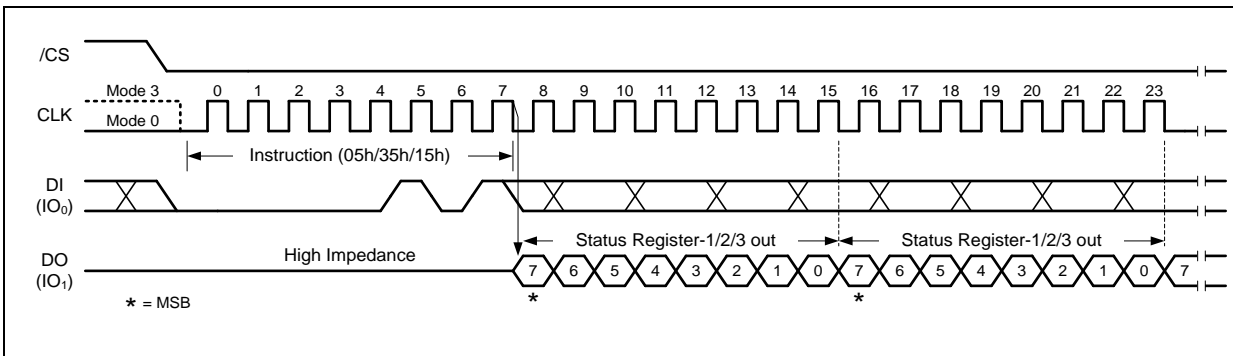 /CS
Mode 3 0 1 2 3 4 5 6 7 8 9 10 11 12 13 14 15 16 17 18 19 20 21 22 23
CLK
Mode 0
Instruction (05h/35h/15h)
DI
(IO₀)
Status Register-1/2/3 out Status Register-1/2/3 out
High Impedance
DO
(IO₁)
7 6 5 4 3 2 1 0 7 6 5 4 3 2 1 0 7
* *
* = MSB